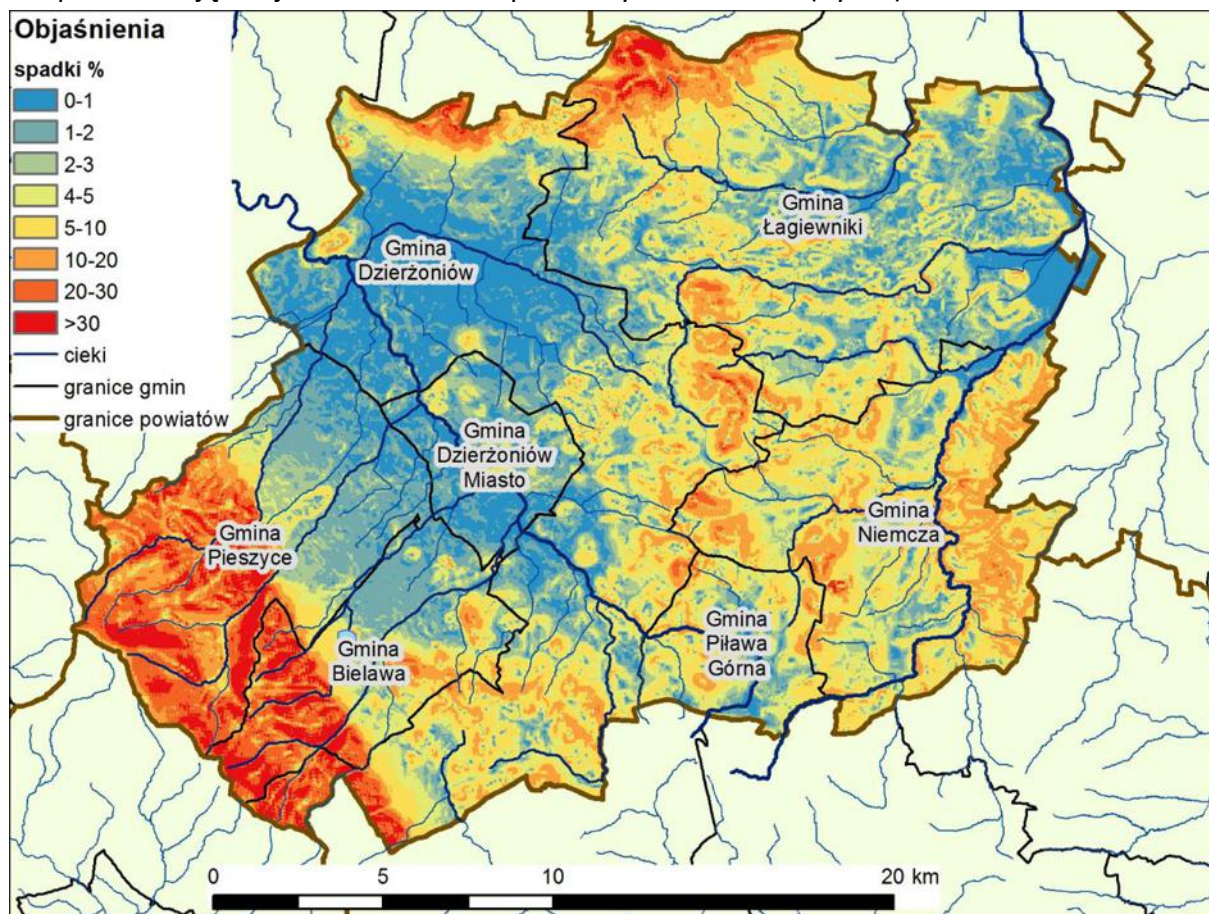 Objaśnienia
spadki %
0-1
1-2
2-3
4-5
5-10
10-20
20-30
>30
cieki
granice gmin
granice powiatów
Gmina
Łagiewniki
Gmina
Dzierżoniów
Gmina
Dzierżoniów
Miasto
Gmina
Niemcza
Gmina
Pieszyce
Gmina
Piława
Górna
Gmina
Bielawa
0 5 10 20 km